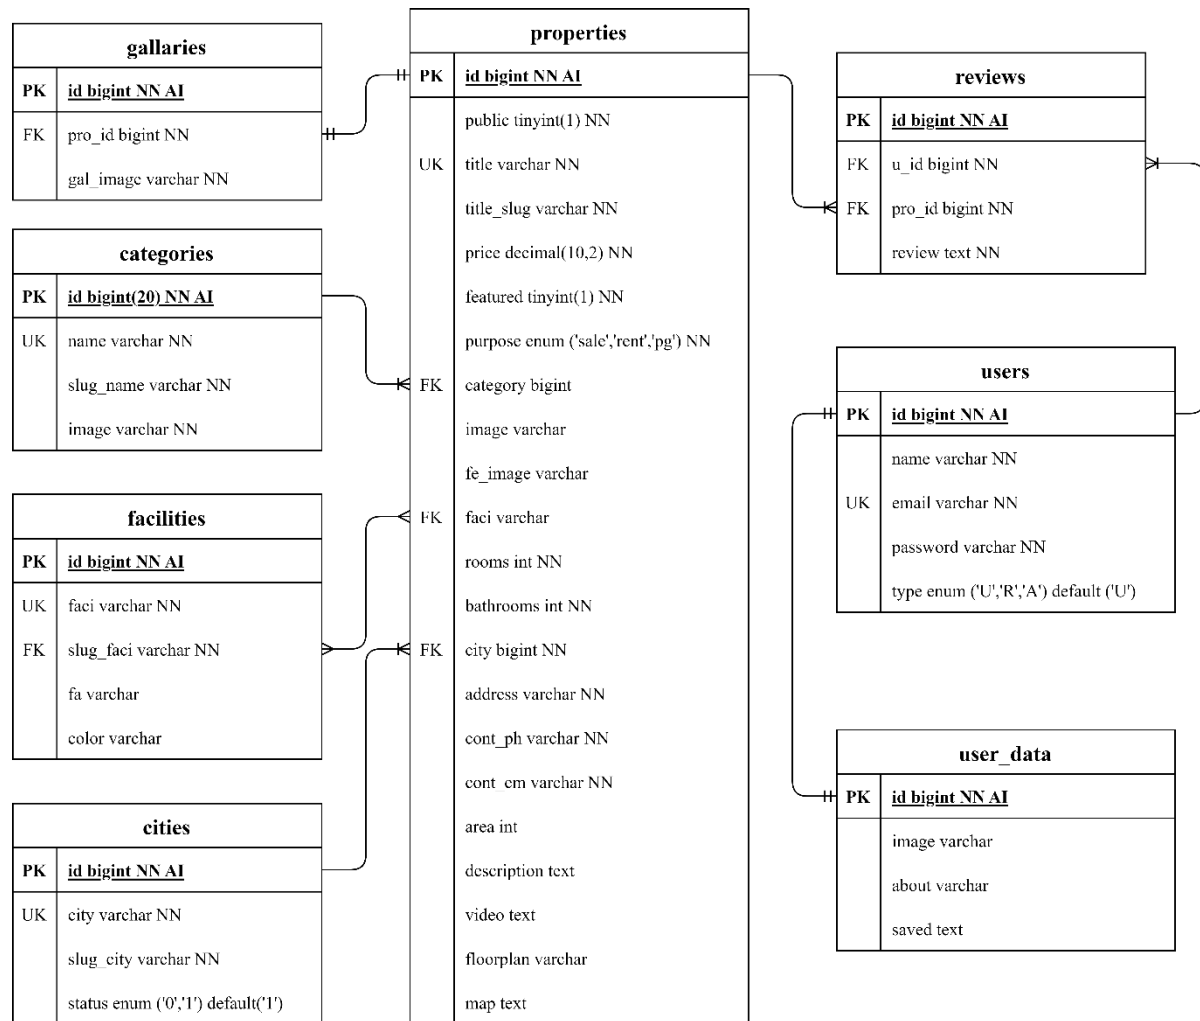 gallaries
PK id bigint NN AI
FK pro_id bigint NN
gal_image varchar NN
categories
PK id bigint(20) NN AI
UK name varchar NN
slug_name varchar NN
image varchar NN
facilities
PK id bigint NN AI
UK faci varchar NN
FK slug_faci varchar NN
fa varchar
color varchar
cities
PK id bigint NN AI
UK city varchar NN
slug_city varchar NN
status enum ('0','1') default('1')
properties
PK id bigint NN AI
public tinyint(1) NN
UK title varchar NN
title_slug varchar NN
price decimal(10,2) NN
featured tinyint(1) NN
purpose enum ('sale','rent','pg') NN
FK category bigint
image varchar
fe_image varchar
FK faci varchar
rooms int NN
bathrooms int NN
FK city bigint NN
address varchar NN
cont_ph varchar NN
cont_em varchar NN
area int
description text
video text
floorplan varchar
map text
reviews
PK id bigint NN AI
FK u_id bigint NN
FK pro_id bigint NN
review text NN
users
PK id bigint NN AI
name varchar NN
UK email varchar NN
password varchar NN
type enum ('U','R','A') default ('U')
user_data
PK id bigint NN AI
image varchar
about varchar
saved text